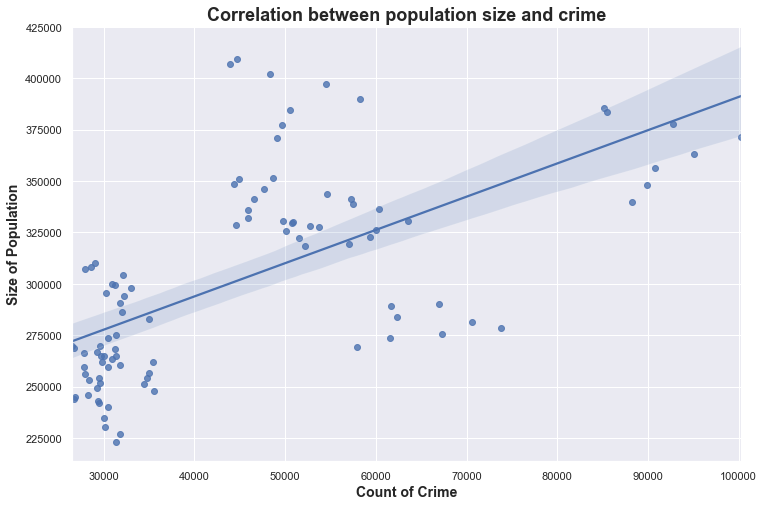 Correlation between population size and crime
425000
400000
375000
350000
325000
300000
275000
250000
225000
Size of Population
30000 40000 50000 60000 70000 80000 90000 100000
Count of Crime